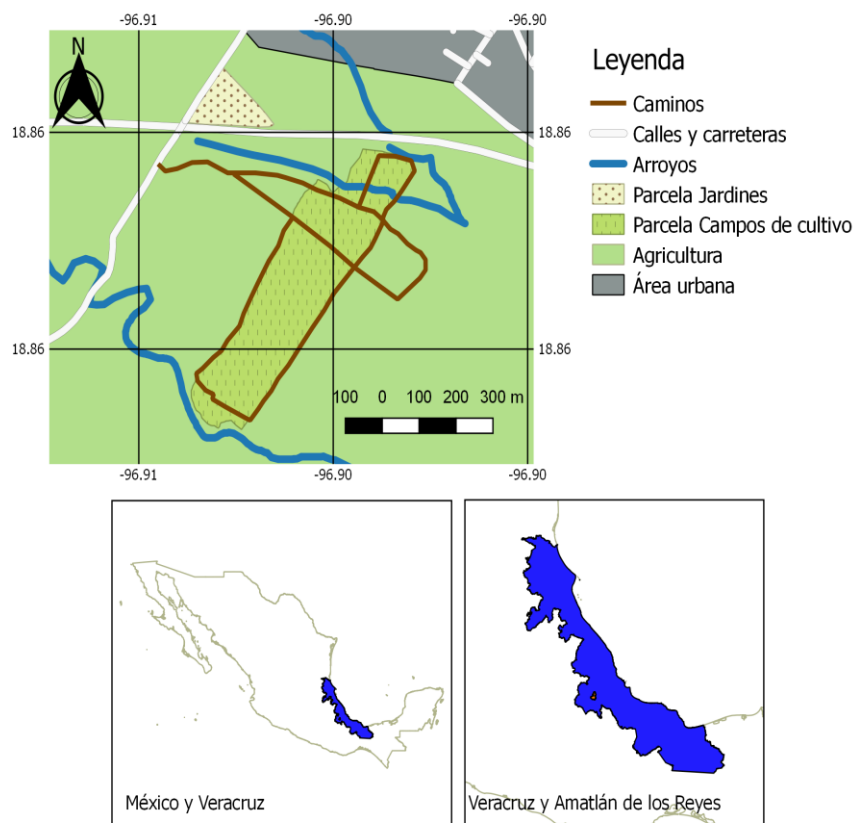 -96.91 -96.90 -96.90
N
18.86 18.86
18.86 18.86
100 0 100 200 300 m
-96.91 -96.90 -96.90
Leyenda
Caminos
Calles y carreteras
Arroyos
Parcela Jardines
Parcela Campos de cultivo
Agricultura
Área urbana
México y Veracruz
Veracruz y Amatlán de los Reyes